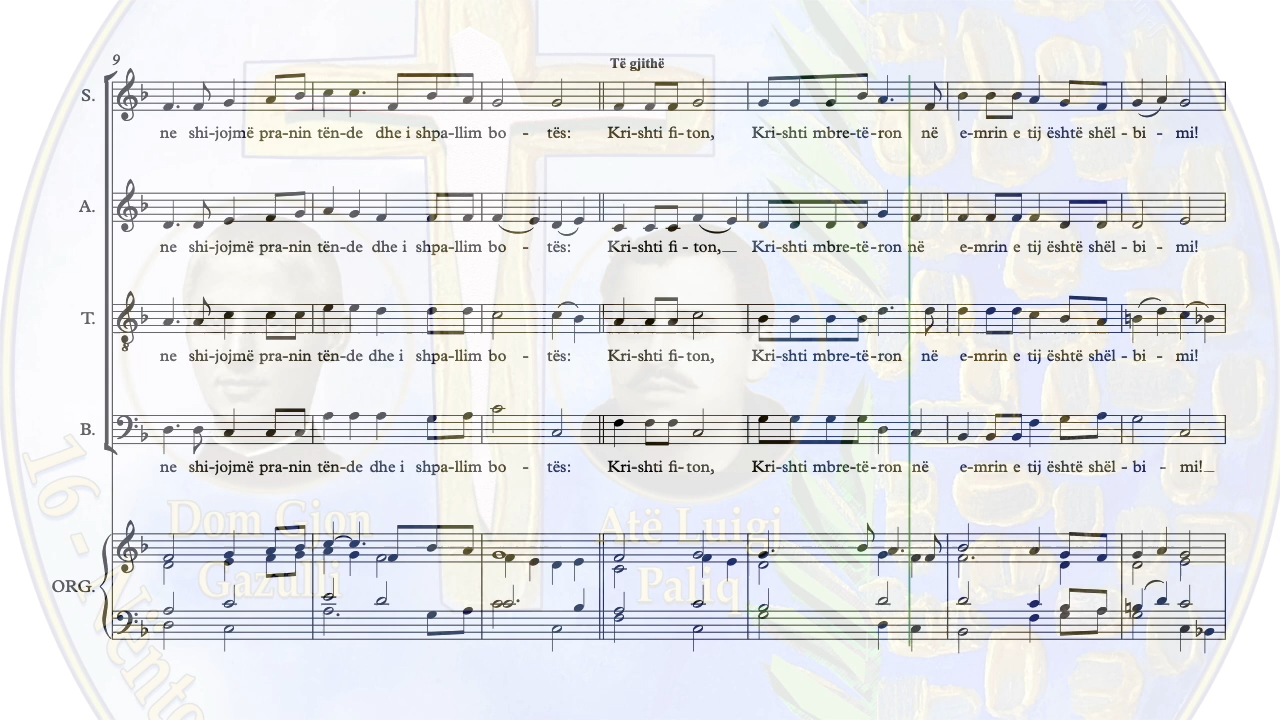 9
Të gjithë
S.
ne shi-jojmë pra-nin tën-de dhe i shpa-llim bo - tës: Kri-shti fi-ton, Kri-shti mbre-të-ron në e-mrin e tij është shël - bi - mi!
A.
ne shi-jojmë pra-nin tën-de dhe i shpa-llim bo - tës: Kri-shti fi - ton, Kri-shti mbre-të-ron në e-mrin e tij është shël - bi - mi!
T.
8
ne shi-jojmë pra-nin tën-de dhe i shpa-llim bo - tës: Kri-shti fi-ton, Kri-shti mbre-të-ron në e-mrin e tij është shël - bi - mi!
B.
ne shi-jojmë pra-nin tën-de dhe i shpa-llim bo - tës: Kri-shti fi-ton, Kri-shti mbre-të-ron në e-mrin e tij është shël - bi - mi!
Dom Gjon
Gazulli
Atë Luigj
Paliq
ORG.
16 -